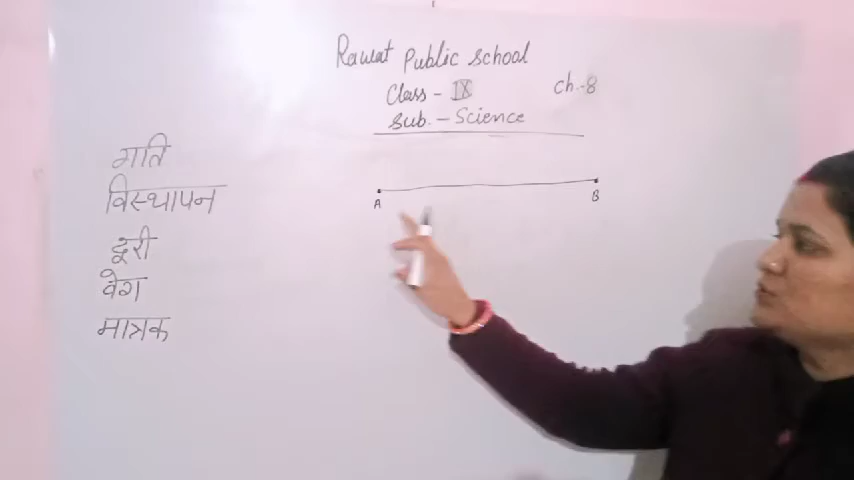 Rawat Public School
Class - IX
ch.-8
Sub. - Science
गति
विस्थापन
दूरी
वेग
मात्रक
A
B